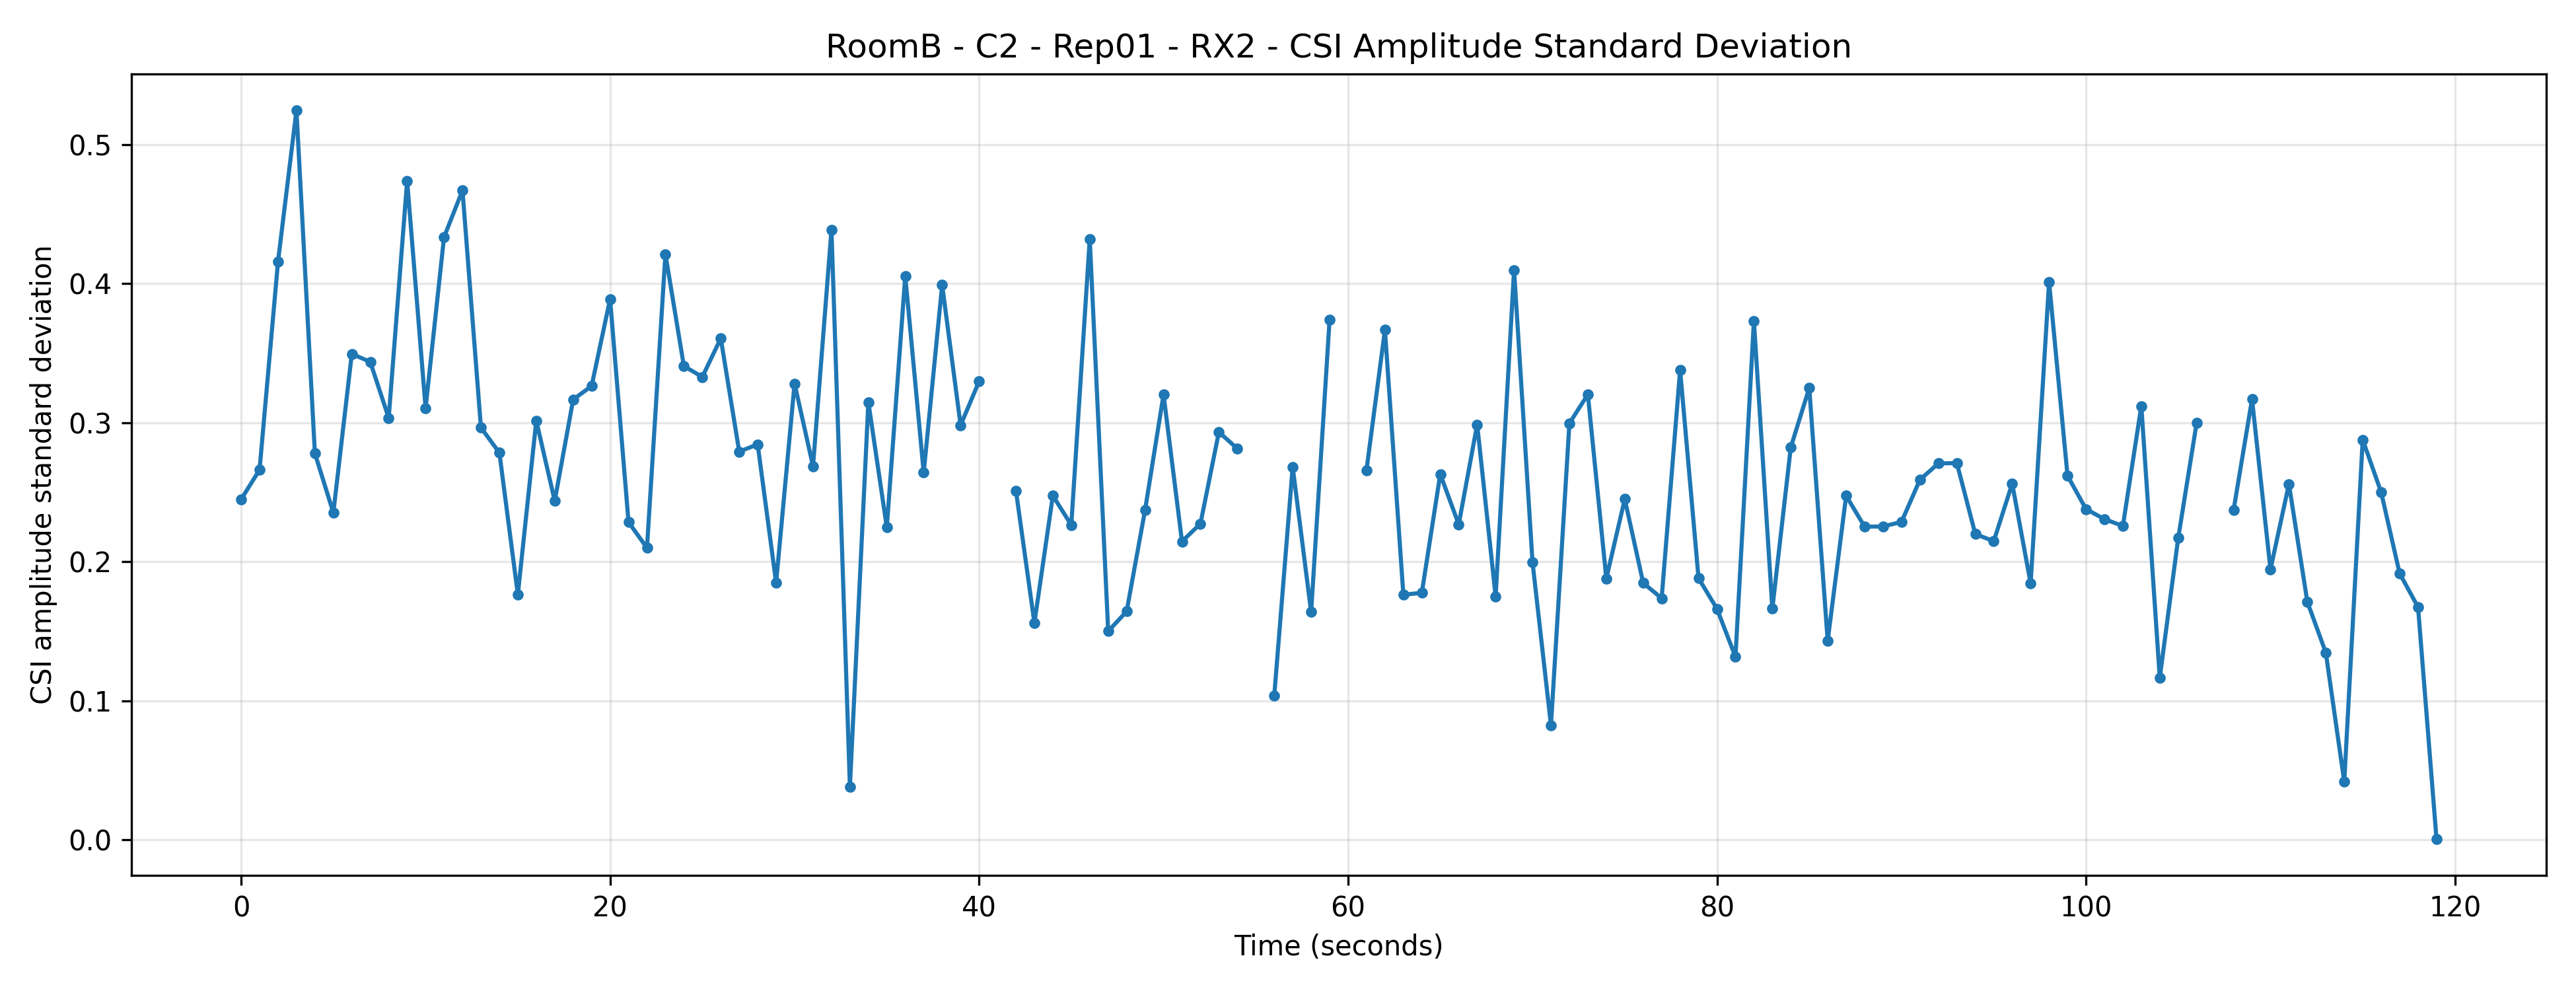 RoomB - C2 - Rep01 - RX2 - CSI Amplitude Standard Deviation
CSI amplitude standard deviation
0.5
0.4
0.3
0.2
0.1
0.0
0 20 40 60 80 100 120
Time (seconds)